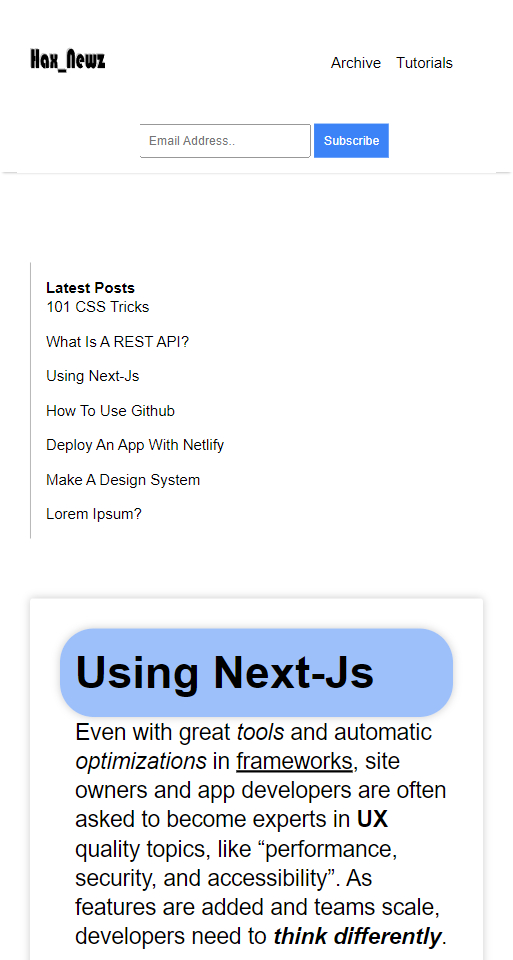 Hax_Newz
Archive Tutorials
Email Address.. Subscribe
Latest Posts
101 CSS Tricks
What Is A REST API?
Using Next-Js
How To Use Github
Deploy An App With Netlify
Make A Design System
Lorem Ipsum?
Using Next-Js
Even with great tools and automatic
optimizations in frameworks, site
owners and app developers are often
asked to become experts in UX
quality topics, like “performance,
security, and accessibility”. As
features are added and teams scale,
developers need to think differently.